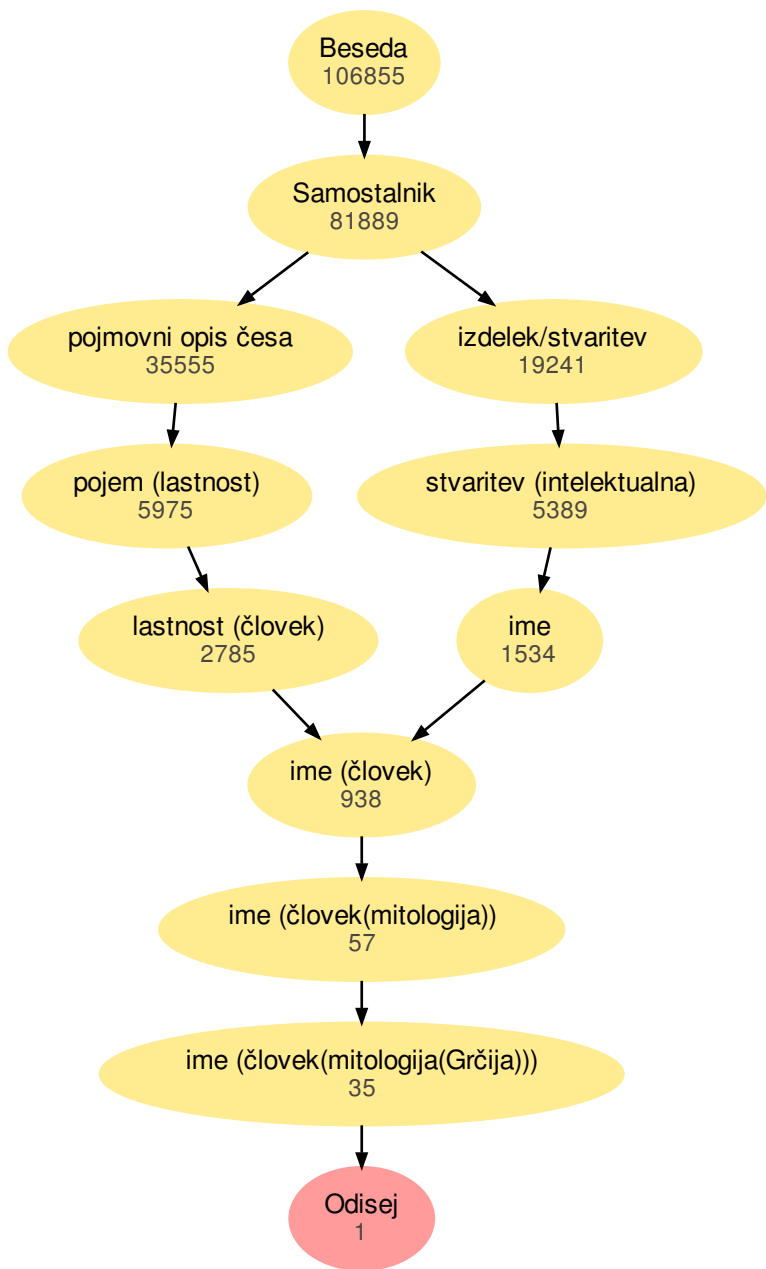 Beseda
106855
Samostalnik
81889
pojmovni opis česa
35555
izdelek/stvaritev
19241
pojem (lastnost)
5975
stvaritev (intelektualna)
5389
lastnost (človek)
2785
ime
1534
ime (človek)
938
ime (človek(mitologija))
57
ime (človek(mitologija(Grčija)))
35
Odisej
1